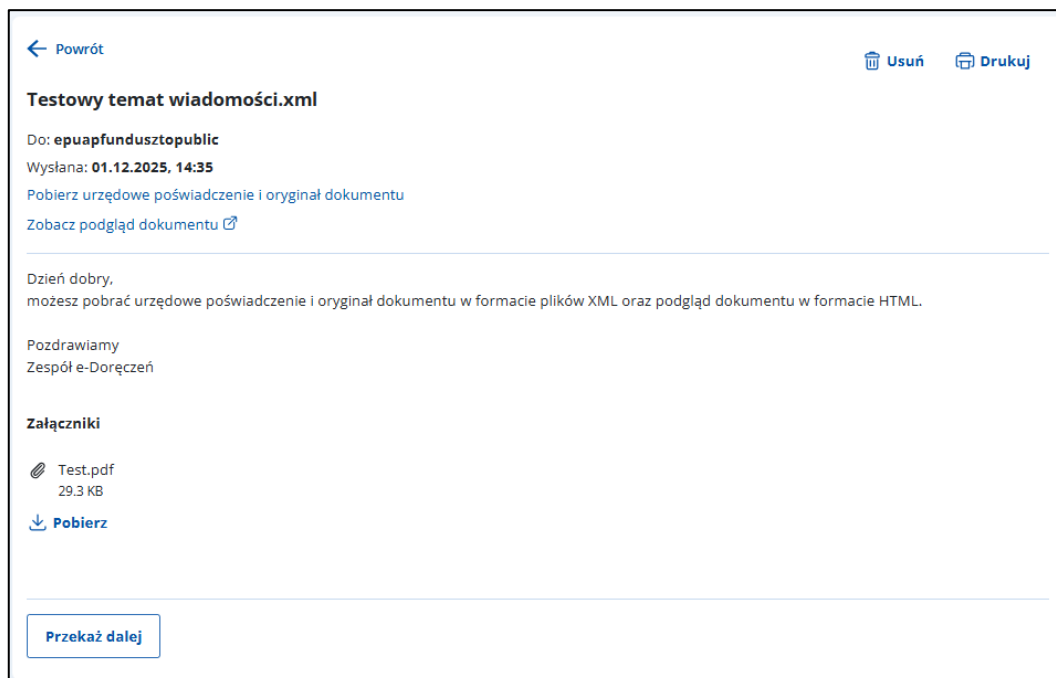 Powrót
Usuń
Drukuj
Testowy temat wiadomości.xml
Do: epuapfundusztopublic
Wysłana: 01.12.2025, 14:35
Pobierz urzędowe poświadczenie i oryginał dokumentu
Zobacz podgląd dokumentu
Dzień dobry,
możesz pobrać urzędowe poświadczenie i oryginał dokumentu w formacie plików XML oraz podgląd dokumentu w formacie HTML.
Pozdrawiamy
Zespół e-Doręczeń
Załączniki
Test.pdf
29.3 KB
Pobierz
Przekaż dalej